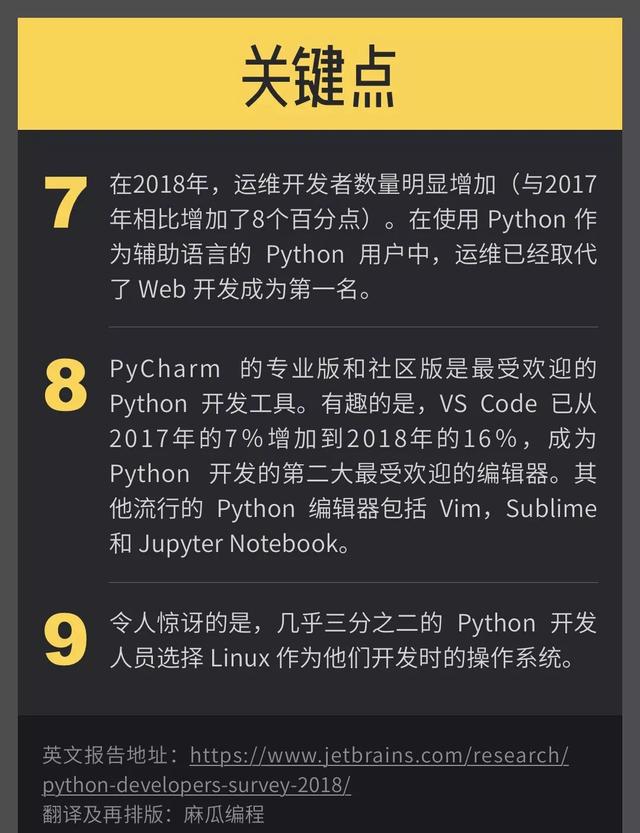 关键点
7
在2018年，运维开发者数量明显增加（与2017
年相比增加了8个百分点）。在使用 Python 作
为辅助语言的 Python 用户中，运维已经取代
了 Web 开发成为第一名。
8
PyCharm 的专业版和社区版是最受欢迎的
Python 开发工具。有趣的是，VS Code 已从
2017年的7%增加到2018年的16%，成为
Python 开发的第二大最受欢迎的编辑器。其
他流行的 Python 编辑器包括 Vim，Sublime
和 Jupyter Notebook。
9
令人惊讶的是，几乎三分之二的 Python 开发
人员选择 Linux 作为他们开发时的操作系统。
英文报告地址：https://www.jetbrains.com/research/
python-developers-survey-2018/
翻译及再排版：麻瓜编程